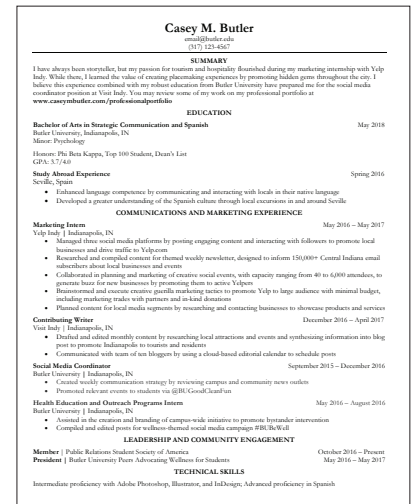 Casey M. Butler
email@butler.edu
(317) 123-4567
SUMMARY
I have always been storyteller, but my passion for tourism and hospitality flourished during my marketing internship with Yelp
Indy. While there, I learned the value of creating placemaking experiences by promoting hidden gems throughout the city. I
believe this experience combined with my robust education from Butler University have prepared me for the social media
coordinator position at Visit Indy. You may review some of my work on my professional portfolio at
www.caseymbutler.com/professionalportfolio
EDUCATION
Bachelor of Arts in Strategic Communication and Spanish May 2018
Butler University, Indianapolis, IN
Minor: Psychology
Honors: Phi Beta Kappa, Top 100 Student, Dean's List
GPA: 3.7/4.0
Study Abroad Experience Spring 2016
Seville, Spain
• Enhanced language competence by communicating and interacting with locals in their native language
• Developed a greater understanding of the Spanish culture through local excursions in and around Seville
COMMUNICATIONS AND MARKETING EXPERIENCE
Marketing Intern May 2016 – May 2017
Yelp Indy | Indianapolis, IN
• Managed three social media platforms by posting engaging content and interacting with followers to promote local
businesses and drive traffic to Yelp.com
• Researched and compiled content for themed weekly newsletter, designed to inform 150,000+ Central Indiana email
subscribers about local businesses and events
• Collaborated in planning and marketing of creative social events, with capacity ranging from 40 to 6,000 attendees, to
generate buzz for new businesses by promoting them to active Yelpers
• Brainstormed and execute creative guerilla marketing tactics to promote Yelp to large audience with minimal budget,
including marketing trades with partners and in-kind donations
• Planned content for local media segments by researching and contacting businesses to showcase products and services
Contributing Writer December 2016 – April 2017
Visit Indy | Indianapolis, IN
• Drafted and edited monthly content by researching local attractions and events and synthesizing information into blog
post to promote Indianapolis to tourists and residents
• Communicated with team of ten bloggers by using a cloud-based editorial calendar to schedule posts
Social Media Coordinator September 2015 – December 2016
Butler University | Indianapolis, IN
• Created weekly communication strategy by reviewing campus and community news outlets
• Promoted relevant events to students via @BUGoodCleanFun
Health Education and Outreach Programs Intern May 2016 – August 2016
Butler University | Indianapolis, IN
• Assisted in the creation and branding of campus-wide initiative to promote bystander intervention
• Compiled and edited posts for wellness-themed social media campaign #BUBeWell
LEADERSHIP AND COMMUNITY ENGAGEMENT
Member | Public Relations Student Society of America October 2016 – Present
President | Butler University Peers Advocating Wellness for Students May 2016 – May 2017
TECHNICAL SKILLS
Intermediate proficiency with Adobe Photoshop, Illustrator, and InDesign; Advanced proficiency in Spanish